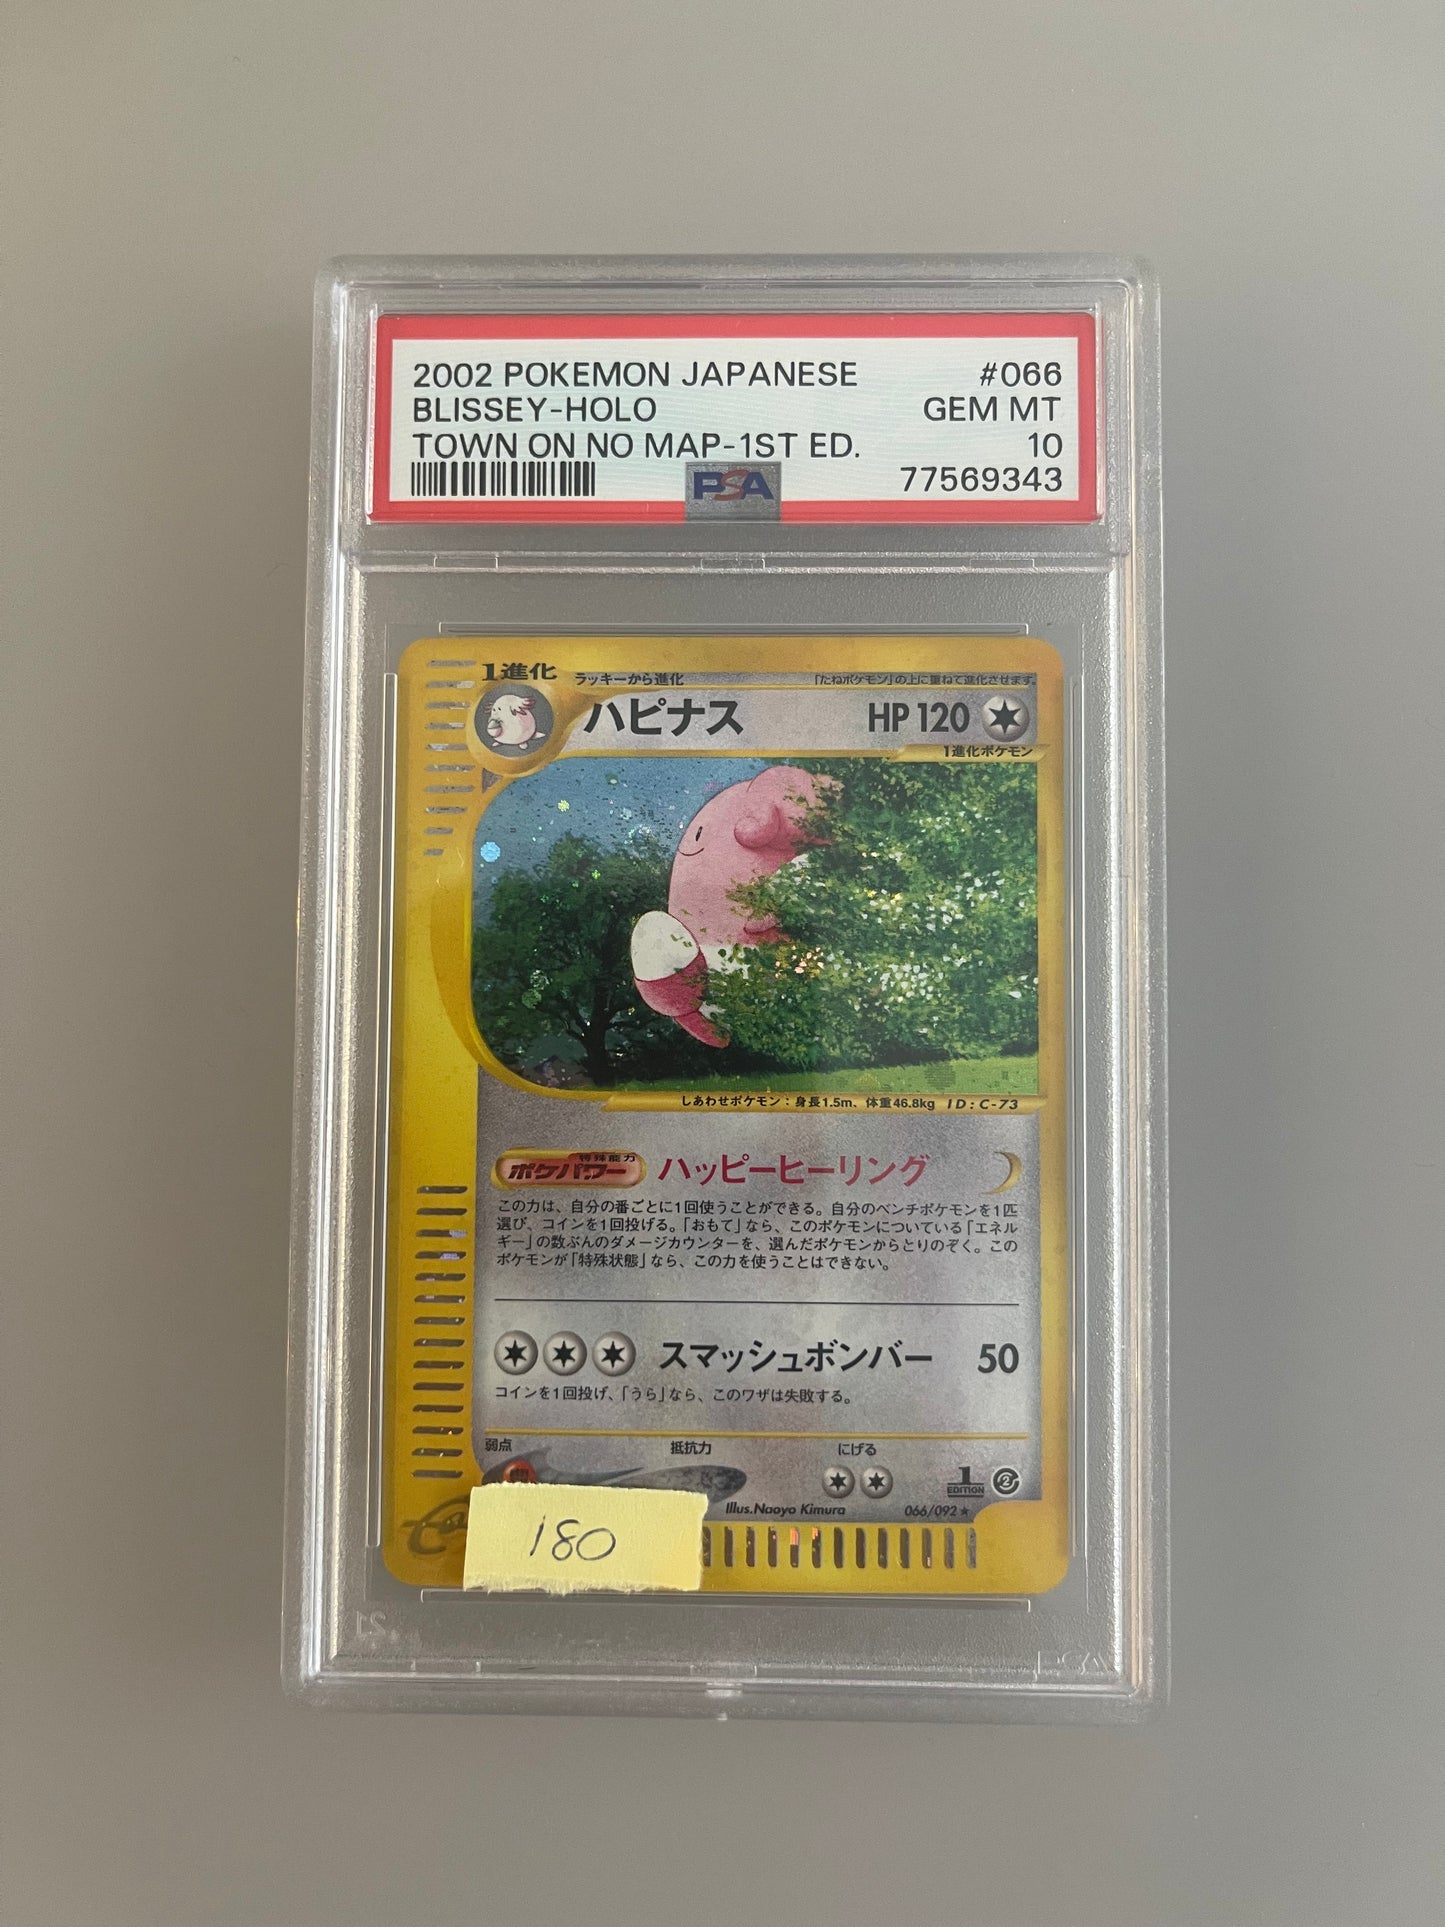 2002 POKEMON JAPANESE #066
BLISSEY-HOLO GEM MT
TOWN ON NO MAP-1ST ED. 10
PSA 77569343
1進化 ラッキーから進化 「たねポケモン」の上に重ねて進化させます。
ハピナス HP 120
1進化ポケモン
しあわせポケモン：身長1.5m、体重46.8kg ID:C-73
特殊能力
ポケパワー ハッピーヒーリング
この力は、自分の番ごとに1回使うことができる。自分のベンチポケモンを1匹
選び、コインを1回投げる。「おもて」なら、このポケモンについている「エネル
ギー」の数ぶんのダメージカウンターを、選んだポケモンからとりのぞく。この
ポケモンが「特殊状態」なら、この力を使うことはできない。
スマッシュボンバー 50
コインを1回投げ、「うら」なら、このワザは失敗する。
弱点 抵抗力 にげる
1 EDITION 2
Illus.Naoyo Kimura 066/092★
180
PSA